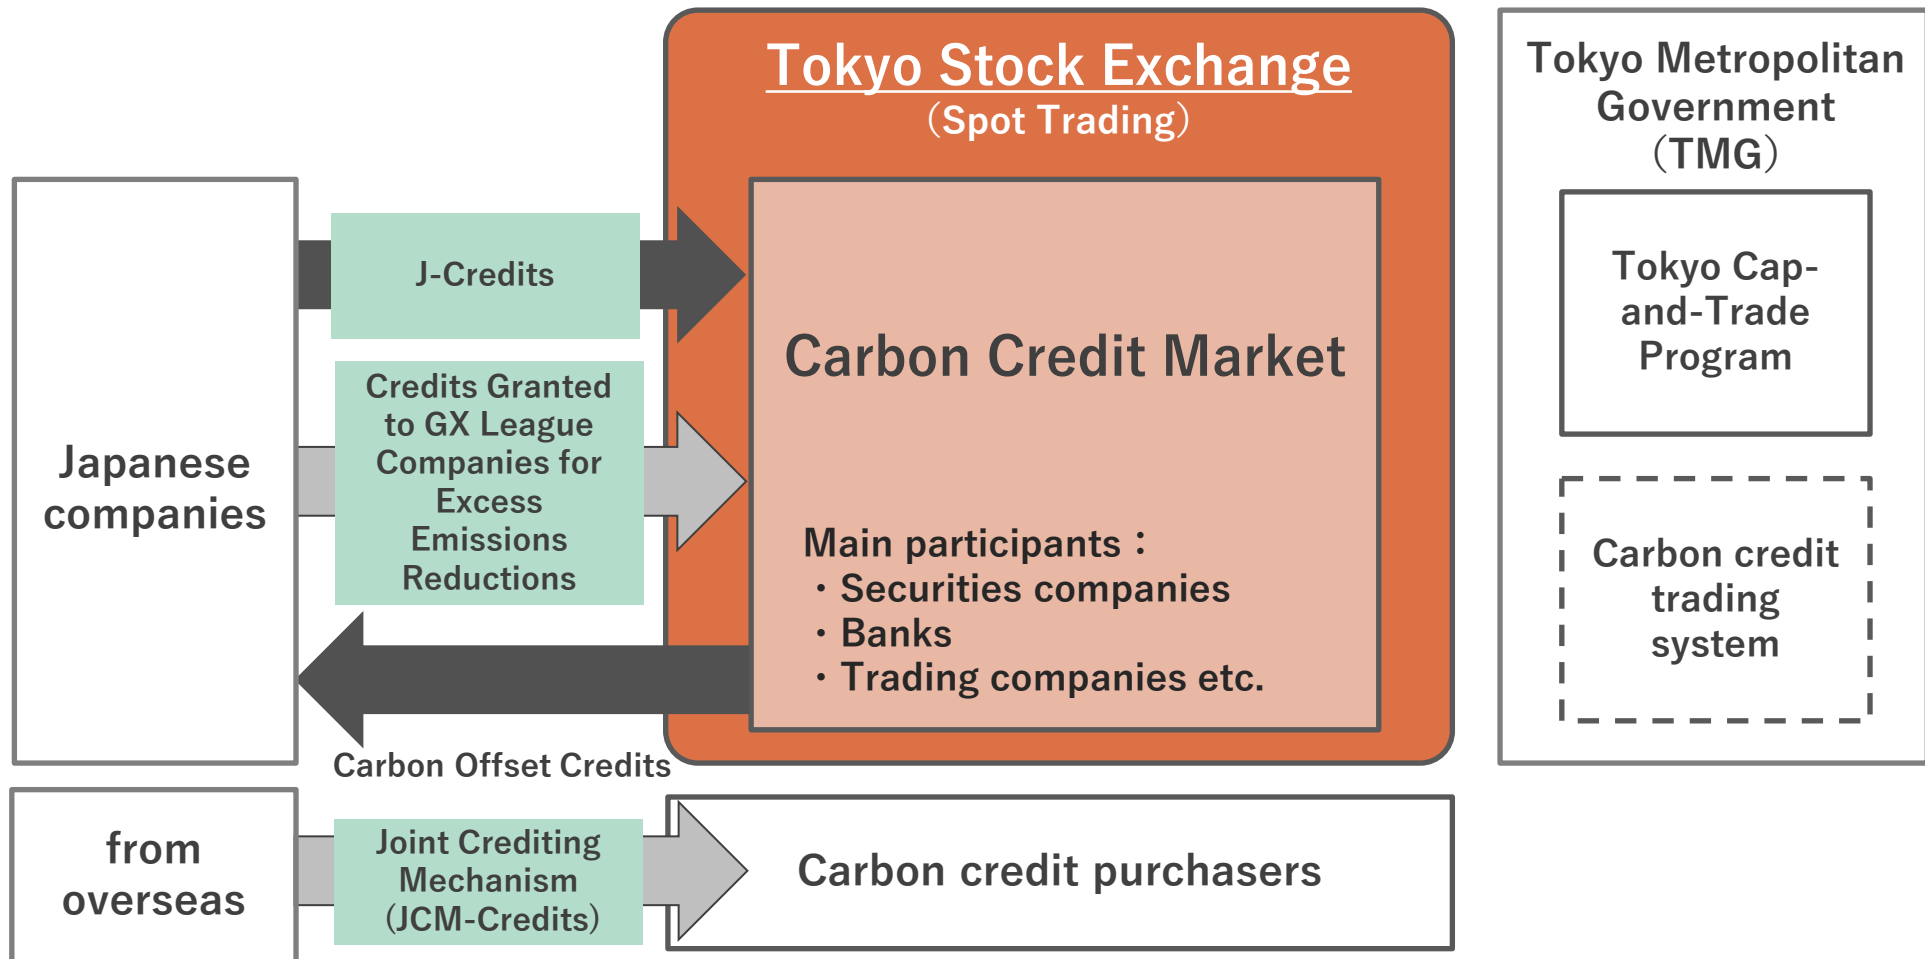 Tokyo Stock Exchange
（Spot Trading）
Japanese
companies
J-Credits
Credits Granted
to GX League
Companies for
Excess
Emissions
Reductions
Carbon Offset Credits
Carbon Credit Market
Main participants：
・Securities companies
・Banks
・Trading companies etc.
from
overseas
Joint Crediting
Mechanism
（JCM-Credits）
Carbon credit purchasers
Tokyo Metropolitan
Government
（TMG）
Tokyo Cap-
and-Trade
Program
Carbon credit
trading
system